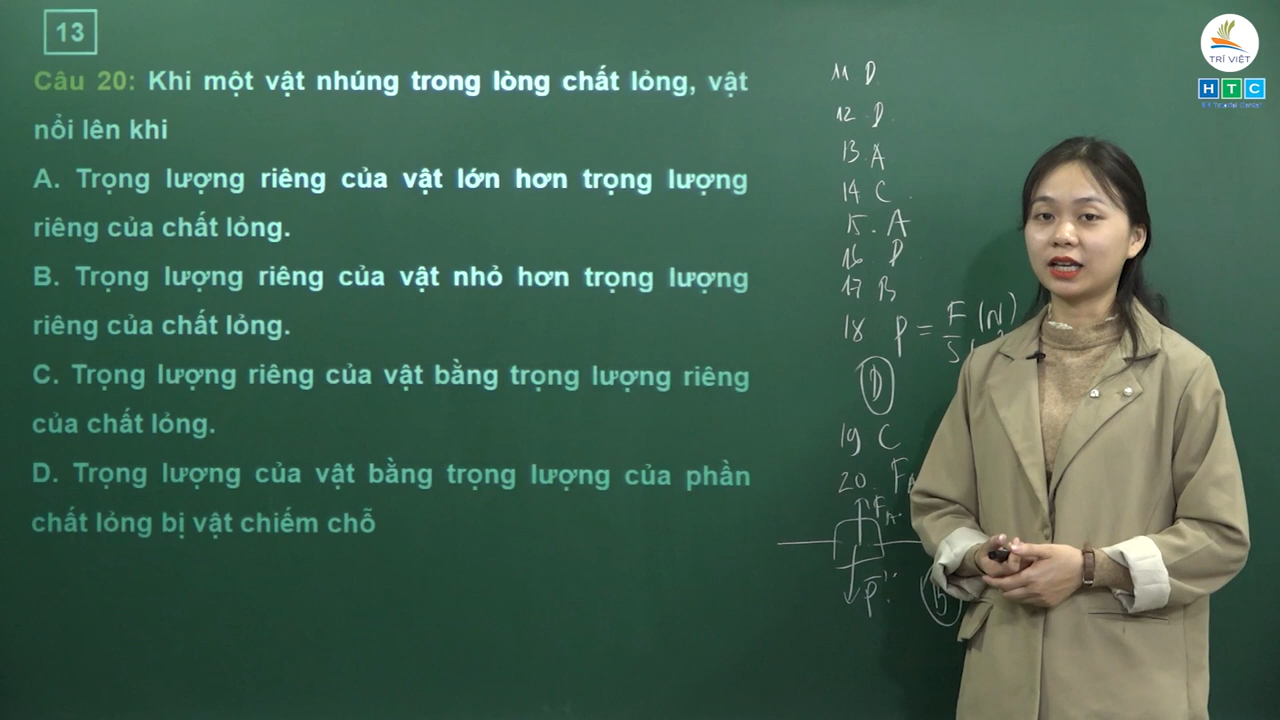 13
Câu 20: Khi một vật nhúng trong lòng chất lỏng, vật
nổi lên khi
A. Trọng lượng riêng của vật lớn hơn trọng lượng
riêng của chất lỏng.
B. Trọng lượng riêng của vật nhỏ hơn trọng lượng
riêng của chất lỏng.
C. Trọng lượng riêng của vật bằng trọng lượng riêng
của chất lỏng.
D. Trọng lượng của vật bằng trọng lượng của phần
chất lỏng bị vật chiếm chỗ
11 D
12. D.
13. A
14 C.
15. A
16 D
17 B
18 P = F (N)
S
D
19 C
20. FA
FA.
P
B
TRÍ VIỆT
HTC